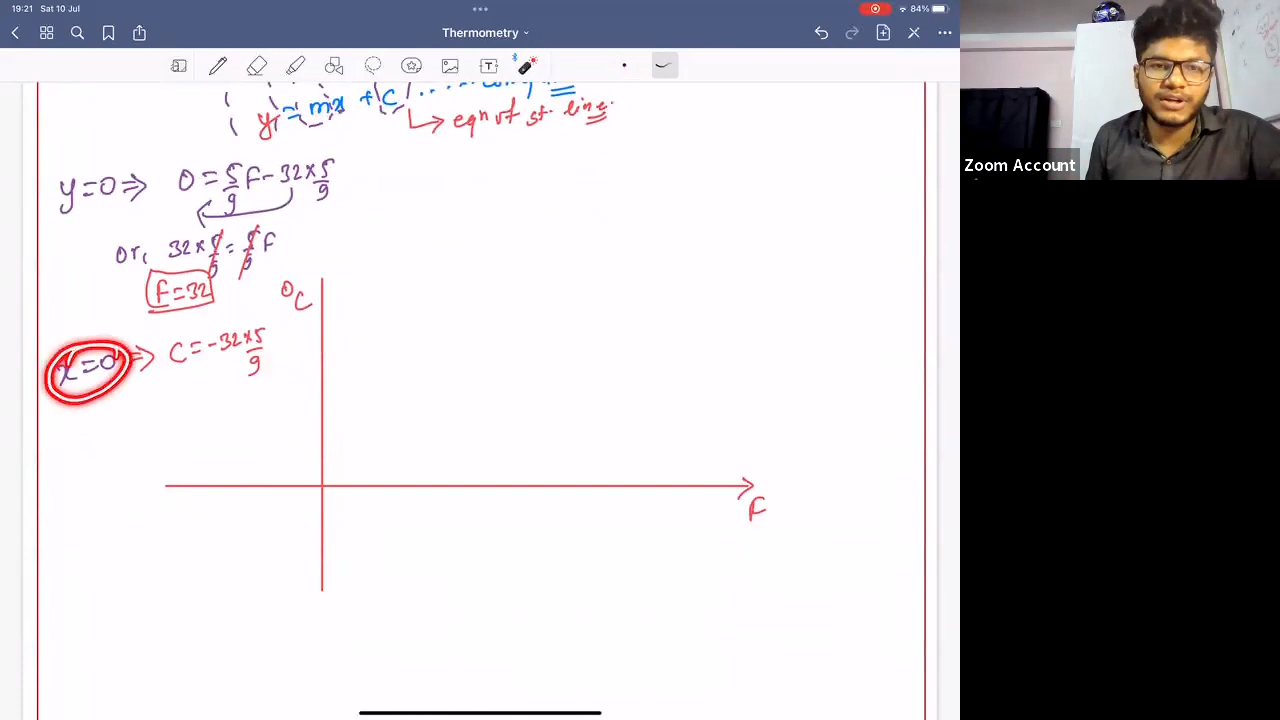 19:21 Sat 10 Jul
84%
Thermometry
y = mx + C
eqn of st. line.
y=0 ⇒ 0 = 5/9 F - 32 × 5/9
or, 32 × 5/9 = 5/9 F
F = 32
x=0 ⇒ C = -32×5/9
°C
F
Zoom Account